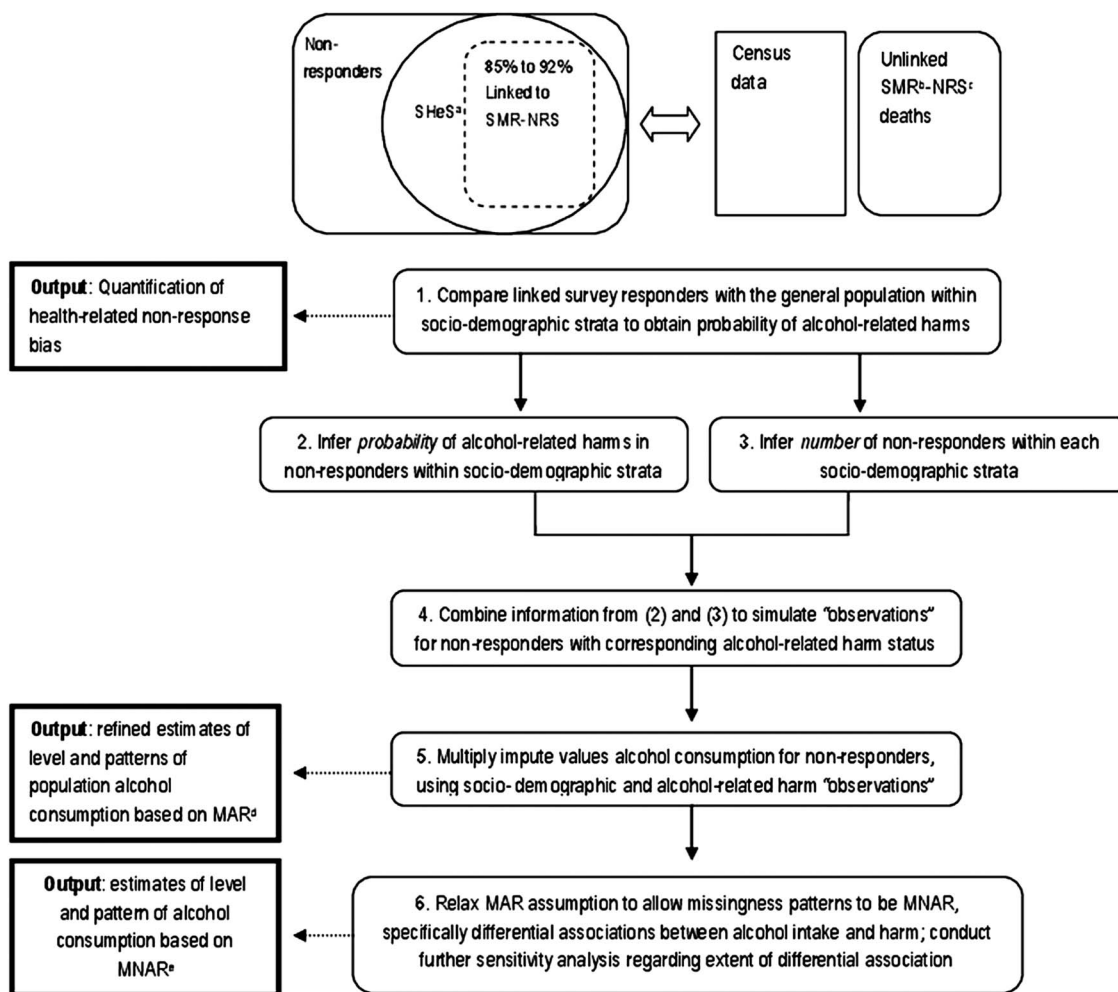 Non-
responders
SHeSᵃ
85% to 92%
Linked to
SMR-NRS
Census
data
Unlinked
SMRᵇ-NRSᶜ
deaths
Output: Quantification of
health-related non-response
bias
1. Compare linked survey responders with the general population within
socio-demographic strata to obtain probability of alcohol-related harms
2. Infer probability of alcohol-related harms in
non-responders within socio-demographic strata
3. Infer number of non-responders within each
socio-demographic strata
4. Combine information from (2) and (3) to simulate "observations"
for non-responders with corresponding alcohol-related harm status
Output: refined estimates of
level and patterns of
population alcohol
consumption based on MARᵈ
5. Multiply impute values alcohol consumption for non-responders,
using socio-demographic and alcohol-related harm "observations"
Output: estimates of level
and pattern of alcohol
consumption based on
MNARᵉ
6. Relax MAR assumption to allow missingness patterns to be MNAR,
specifically differential associations between alcohol intake and harm; conduct
further sensitivity analysis regarding extent of differential association